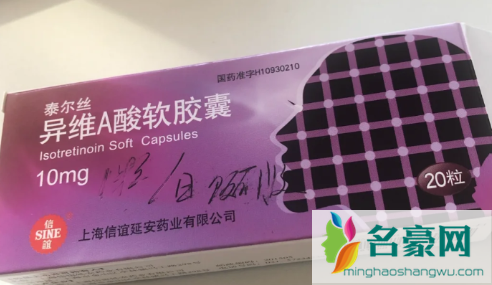 国药准字H10930210
泰尔丝
异维A酸软胶囊
Isotretinoin Soft Capsules
10mg
20粒
信
SINE
谊
上海信谊延安药业有限公司
名豪网
minghaoshangwu.com